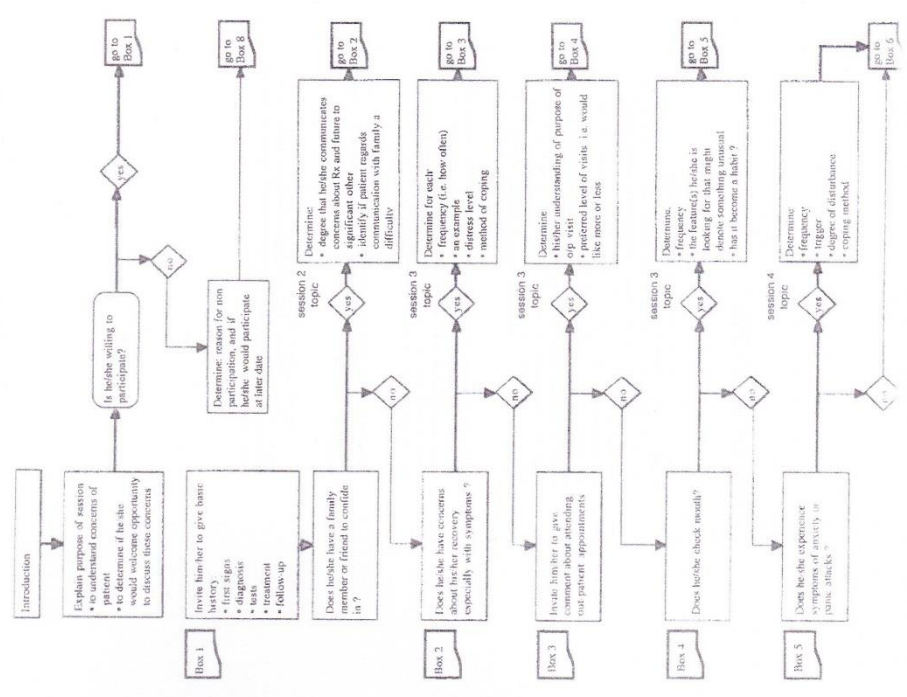 Introduction
Explain purpose of session
* to understand concerns of
patient
* to determine if he/she
would welcome opportunity
to discuss these concerns
Is he/she willing to
participate?
yes
go to
Box 1
no
Determine: reason for non
participation, and if
he/she would participate
at later date
go to
Box 8
Box 1
Invite him/her to give basic
history
* first signs
* diagnosis
* tests
* treatment
* follow-up
Does he/she have a family
member or friend to confide
in ?
session 2
topic
yes
Determine:
* degree that he/she communicates
concerns about Rx and future to
significant other
* identify if patient regards
communication with family a
difficulty
go to
Box 2
no
Box 2
Does he/she have concerns
about his/her recovery
especially with symptoms ?
session 3
topic
yes
Determine for each:
* frequency (i.e. how often)
* an example
* distress level
* method of coping
go to
Box 3
no
Box 3
Invite him/her to give
comment about attending
out-patient appointments
session 3
topic
yes
Determine
* his/her understanding of purpose of
o/p visit
* preferred level of visits i.e. would
like more or less
go to
Box 4
no
Box 4
Does he/she check mouth?
session 3
topic
yes
Determine.
* frequency
* the feature(s) he/she is
looking for that might
denote something unusual
* has it become a habit ?
go to
Box 5
no
Box 5
Does he/she experience
symptoms of anxiety or
panic attacks ?
session 4
topic
yes
Determine:
* frequency
* trigger
* degree of disturbance
* coping method
go to
Box 6